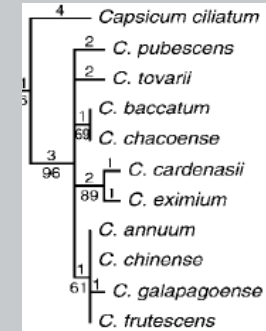 4 Capsicum ciliatum
2 C. pubescens
1
2 C. tovarii
C. baccatum
1
69
C. chacoense
3
96
1 C. cardenasii
2
89
1 C. eximium
C. annuum
C. chinense
1
61
1 C. galapagoense
C. frutescens